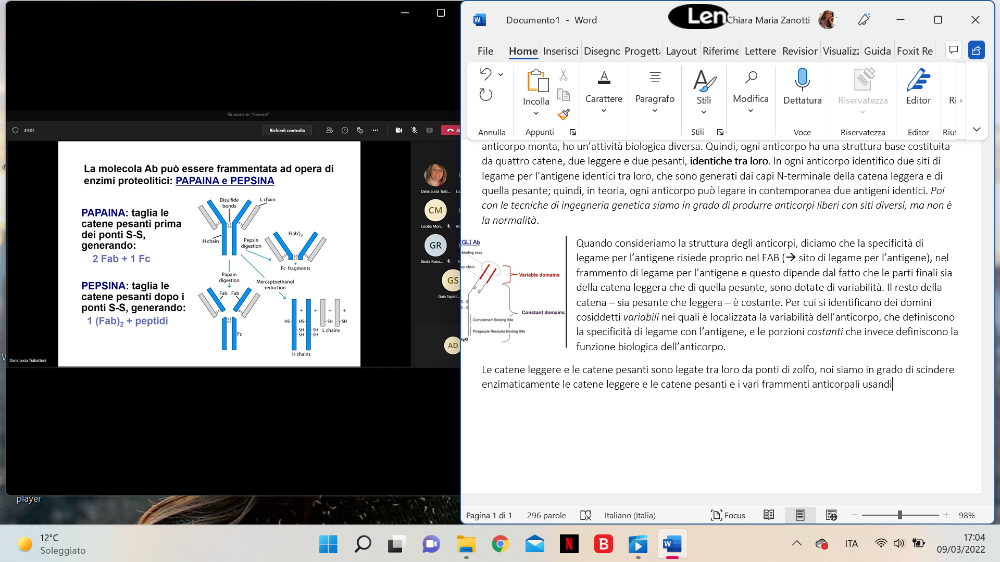 Riunione in "General"
49:03
Richiedi controllo
La molecola Ab può essere frammentata ad opera di
enzimi proteolitici: PAPAINA e PEPSINA
PAPAINA: taglia le
catene pesanti prima
dei ponti S-S,
generando:
2 Fab + 1 Fc
PEPSINA: taglia le
catene pesanti dopo i
ponti S-S, generando:
1 (Fab)2 + peptidi
Disulfide
bonds
L chain
H chain
Pepsin
digestion
F(ab')2
+
Fc fragments
Papain
digestion
Mercaptoethanol
reduction
Fab Fab
Fc
+ + + +
HS HS SH SH
SH SH
SH SH
L chains
H chains
Daria Lucia Trabattoni
Daria Lucia Trab...
CM
Cecilia Mon...
GR
Giulia Raim...
GS
Gaia Squint...
AD
Documento1 - Word
Len
Chiara Maria Zanotti
File Home Inserisci Disegno Progetta Layout Riferime Lettere Revision Visualizz Guida Foxit Re
Incolla
Carattere
Paragrafo
Stili
Modifica
Dettatura
Riservatezza
Editor
Ri
Annulla
Appunti
Stili
Voce
Riservatezza
Editor
Riut
anticorpo monta, ho un'attività biologica diversa. Quindi, ogni anticorpo ha una struttura base costituita
da quattro catene, due leggere e due pesanti, identiche tra loro. In ogni anticorpo identifico due siti di
legame per l'antigene identici tra loro, che sono generati dai capi N-terminale della catena leggera e di
quella pesante; quindi, in teoria, ogni anticorpo può legare in contemporanea due antigeni identici. Poi
con le tecniche di ingegneria genetica siamo in grado di produrre anticorpi liberi con siti diversi, ma non è
la normalità.
EGLI Ab
-binding sites
vy chain
Variable domains
S-S
S-S
S-S
Constant domains
Complement Binding Site
Phagocyte Receptor Binding Site
IgG
Quando consideriamo la struttura degli anticorpi, diciamo che la specificità di
legame per l'antigene risiede proprio nel FAB (→ sito di legame per l'antigene), nel
frammento di legame per l'antigene e questo dipende dal fatto che le parti finali sia
della catena leggera che di quella pesante, sono dotate di variabilità. Il resto della
catena – sia pesante che leggera – è costante. Per cui si identificano dei domini
cosiddetti variabili nei quali è localizzata la variabilità dell'anticorpo, che definiscono
la specificità di legame con l'antigene, e le porzioni costanti che invece definiscono la
funzione biologica dell'anticorpo.
Le catene leggere e le catene pesanti sono legate tra loro da ponti di zolfo, noi siamo in grado di scindere
enzimaticamente le catene leggere e le catene pesanti e i vari frammenti anticorpali usandi
Pagina 1 di 1
296 parole
Italiano (Italia)
Focus
98%
player
12°C
Soleggiato
ITA
17:04
09/03/2022